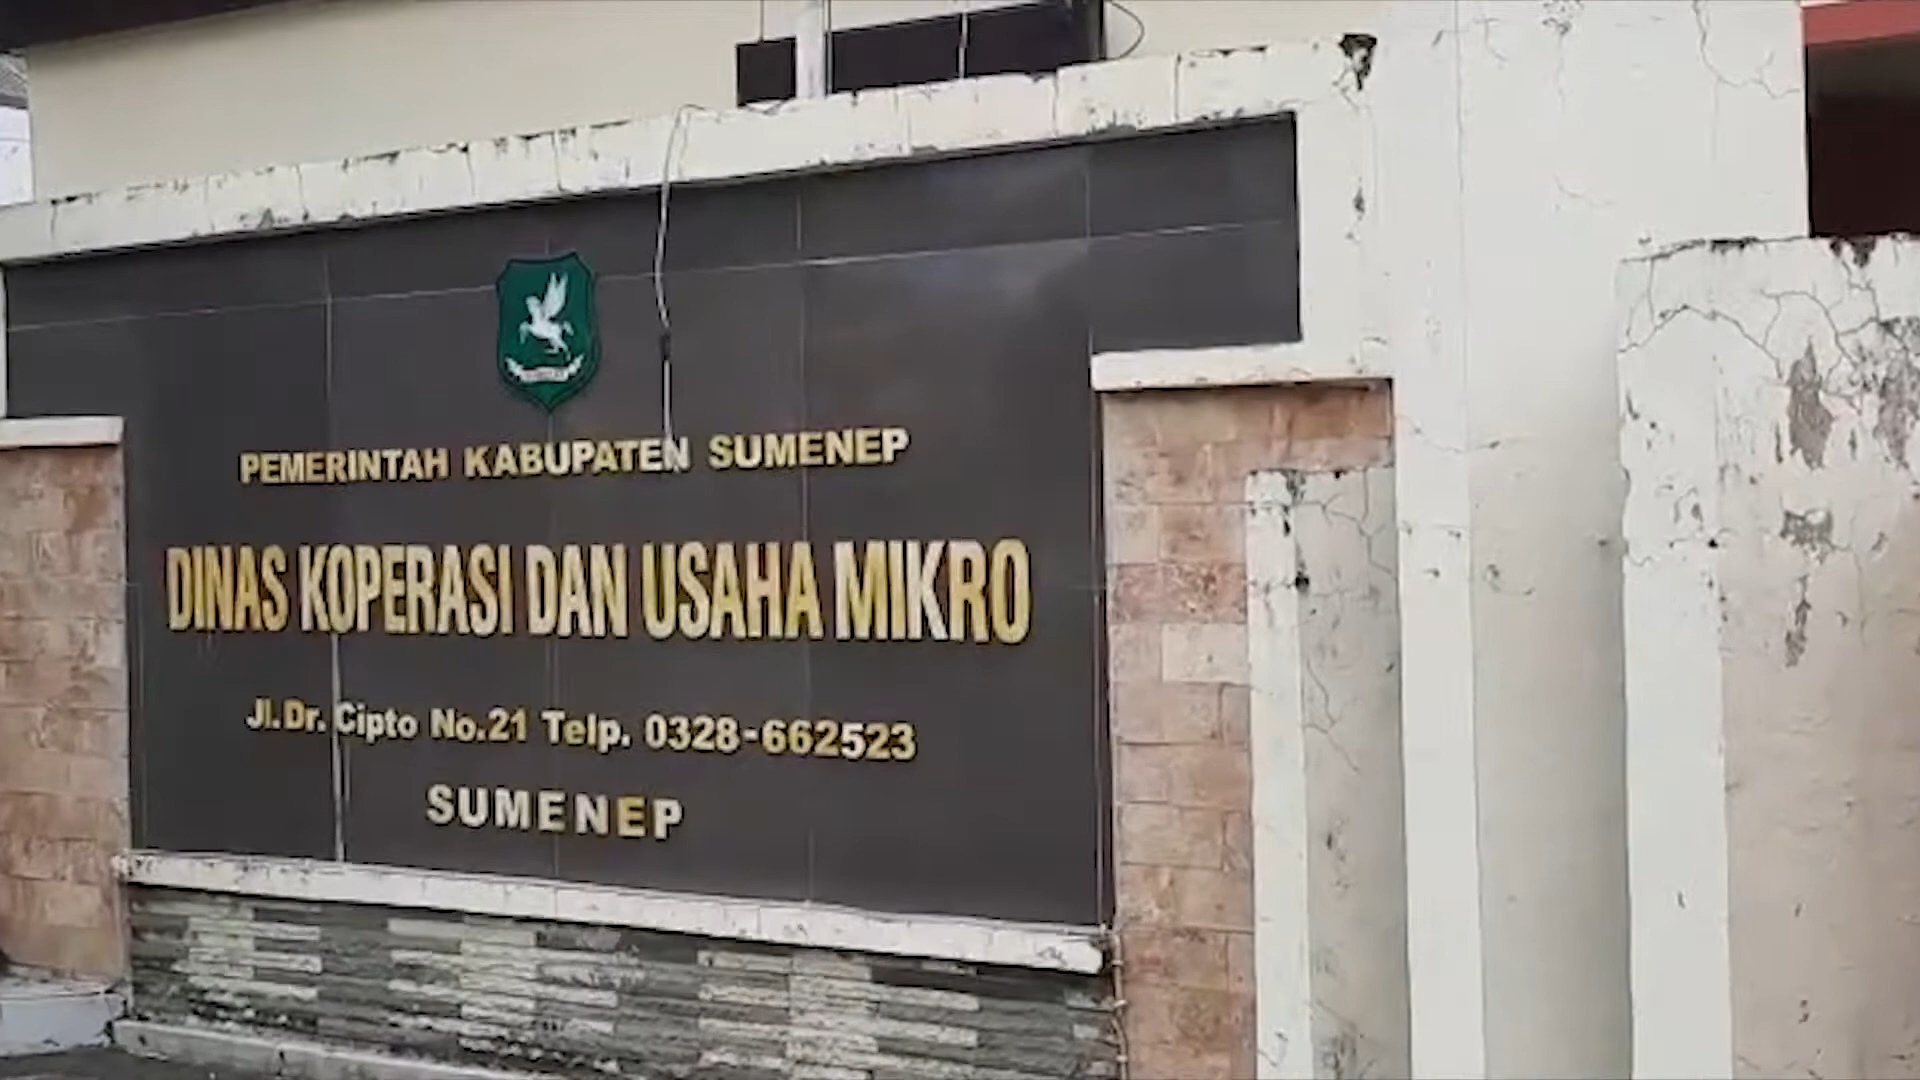 PEMERINTAH KABUPATEN SUMENEP
DINAS KOPERASI DAN USAHA MIKRO
Jl.Dr. Cipto No.21 Telp. 0328-662523
SUMENEP